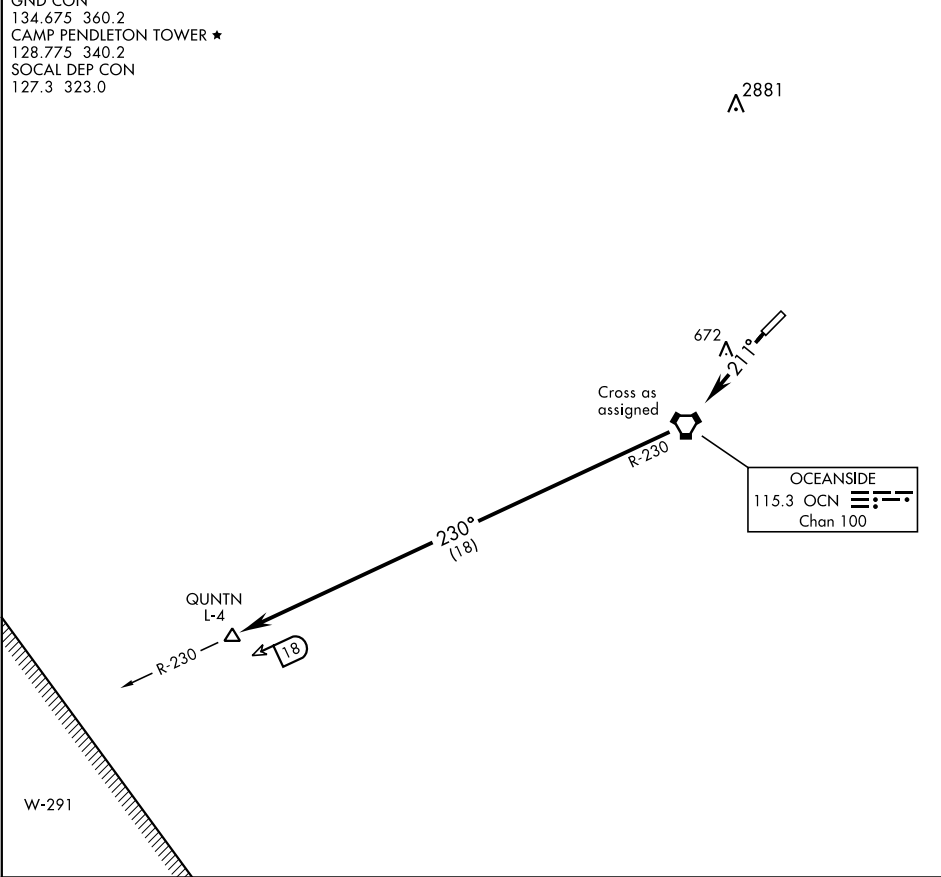 GND CON
134.675 360.2
CAMP PENDLETON TOWER ★
128.775 340.2
SOCAL DEP CON
127.3 323.0
2881
672
211°
Cross as
assigned
R-230
OCEANSIDE
115.3 OCN
Chan 100
230°
(18)
QUNTN
L-4
18
R-230
W-291